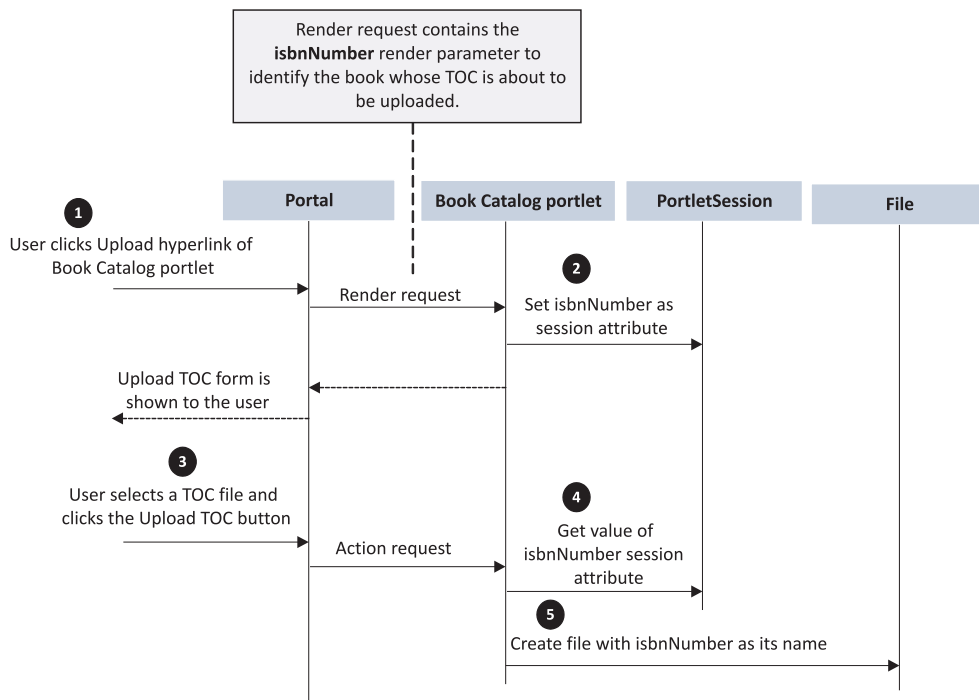 Render request contains the
isbnNumber render parameter to
identify the book whose TOC is about to
be uploaded.
Portal
Book Catalog portlet
PortletSession
File
1
User clicks Upload hyperlink of
Book Catalog portlet
Render request
2
Set isbnNumber as
session attribute
Upload TOC form is
shown to the user
3
User selects a TOC file and
clicks the Upload TOC button
Action request
4
Get value of
isbnNumber session
attribute
5
Create file with isbnNumber as its name